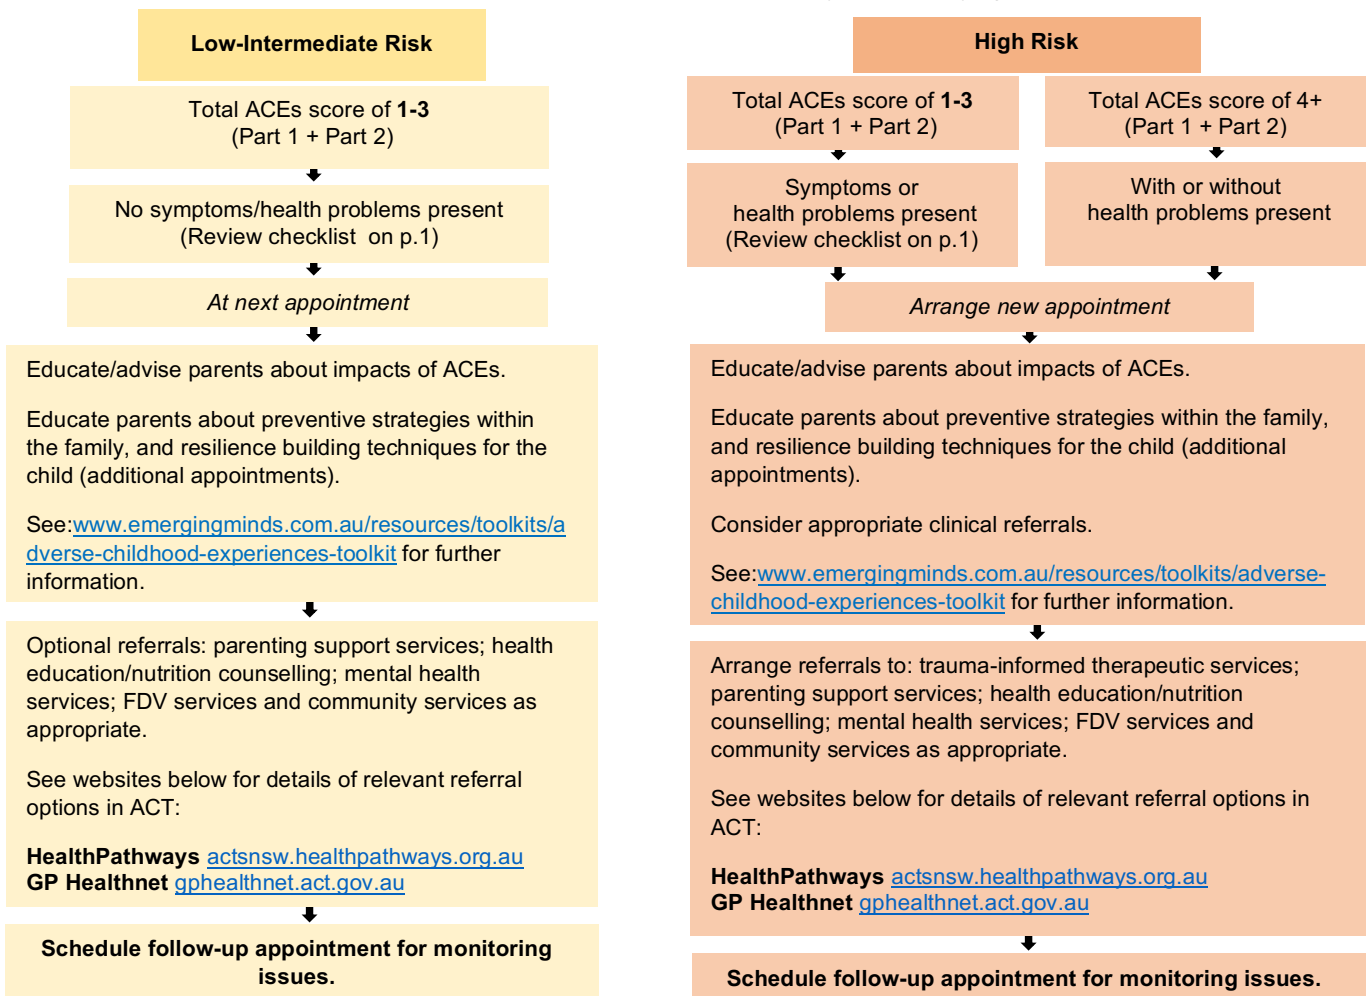 Low-Intermediate Risk
Total ACEs score of 1-3
(Part 1 + Part 2)
No symptoms/health problems present
(Review checklist on p.1)
At next appointment
Educate/advise parents about impacts of ACEs.
Educate parents about preventive strategies within
the family, and resilience building techniques for the
child (additional appointments).
See:www.emergingminds.com.au/resources/toolkits/a
dverse-childhood-experiences-toolkit for further
information.
Optional referrals: parenting support services; health
education/nutrition counselling; mental health
services; FDV services and community services as
appropriate.
See websites below for details of relevant referral
options in ACT:
HealthPathways actsnsw.healthpathways.org.au
GP Healthnet gphealthnet.act.gov.au
Schedule follow-up appointment for monitoring
issues.
High Risk
Total ACEs score of 1-3
(Part 1 + Part 2)
Symptoms or
health problems present
(Review checklist on p.1)
Total ACEs score of 4+
(Part 1 + Part 2)
With or without
health problems present
Arrange new appointment
Educate/advise parents about impacts of ACEs.
Educate parents about preventive strategies within the family,
and resilience building techniques for the child (additional
appointments).
Consider appropriate clinical referrals.
See:www.emergingminds.com.au/resources/toolkits/adverse-
childhood-experiences-toolkit for further information.
Arrange referrals to: trauma-informed therapeutic services;
parenting support services; health education/nutrition
counselling; mental health services; FDV services and
community services as appropriate.
See websites below for details of relevant referral options in
ACT:
HealthPathways actsnsw.healthpathways.org.au
GP Healthnet gphealthnet.act.gov.au
Schedule follow-up appointment for monitoring issues.